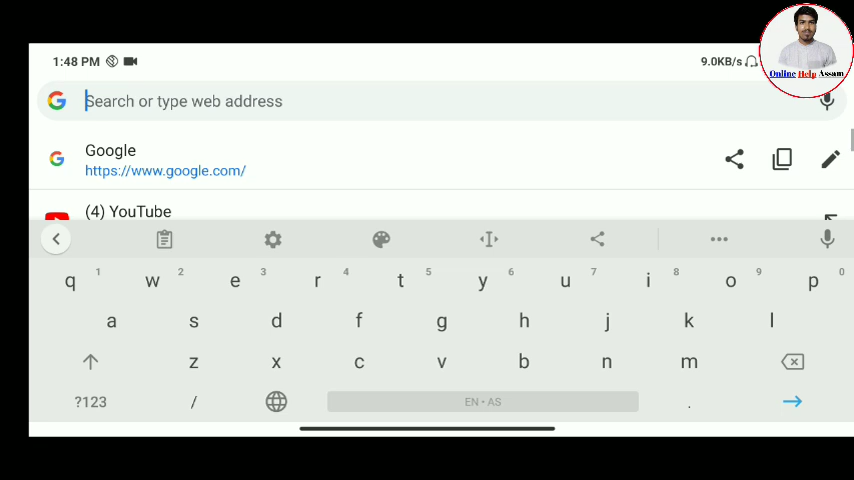 1:48 PM
9.0KB/s
Online Help Assam
Search or type web address
Google
https://www.google.com/
(4) YouTube
q 1 w 2 e 3 r 4 t 5 y 6 u 7 i 8 o 9 p 0
a s d f g h j k l
z x c v b n m
?123 / EN • AS .